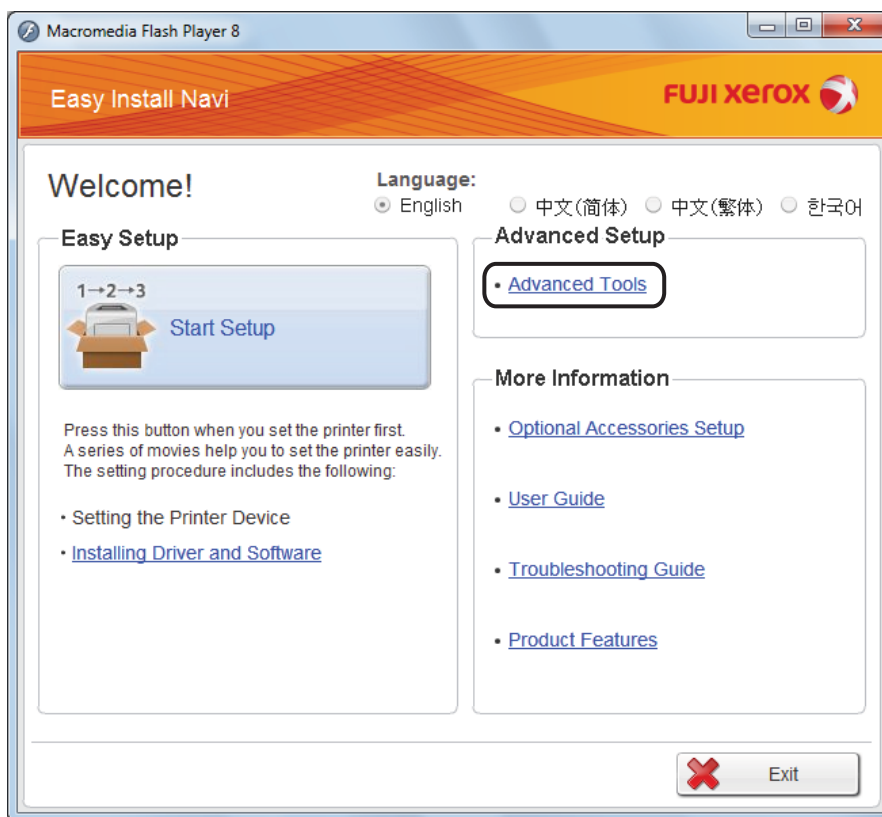 Macromedia Flash Player 8
Easy Install Navi
FUJI xerox
Welcome!
Language:
English 中文(简体) 中文(繁体) 한국어
Easy Setup
1→2→3
Start Setup
Press this button when you set the printer first.
A series of movies help you to set the printer easily.
The setting procedure includes the following:
• Setting the Printer Device
• Installing Driver and Software
Advanced Setup
• Advanced Tools
More Information
• Optional Accessories Setup
• User Guide
• Troubleshooting Guide
• Product Features
Exit